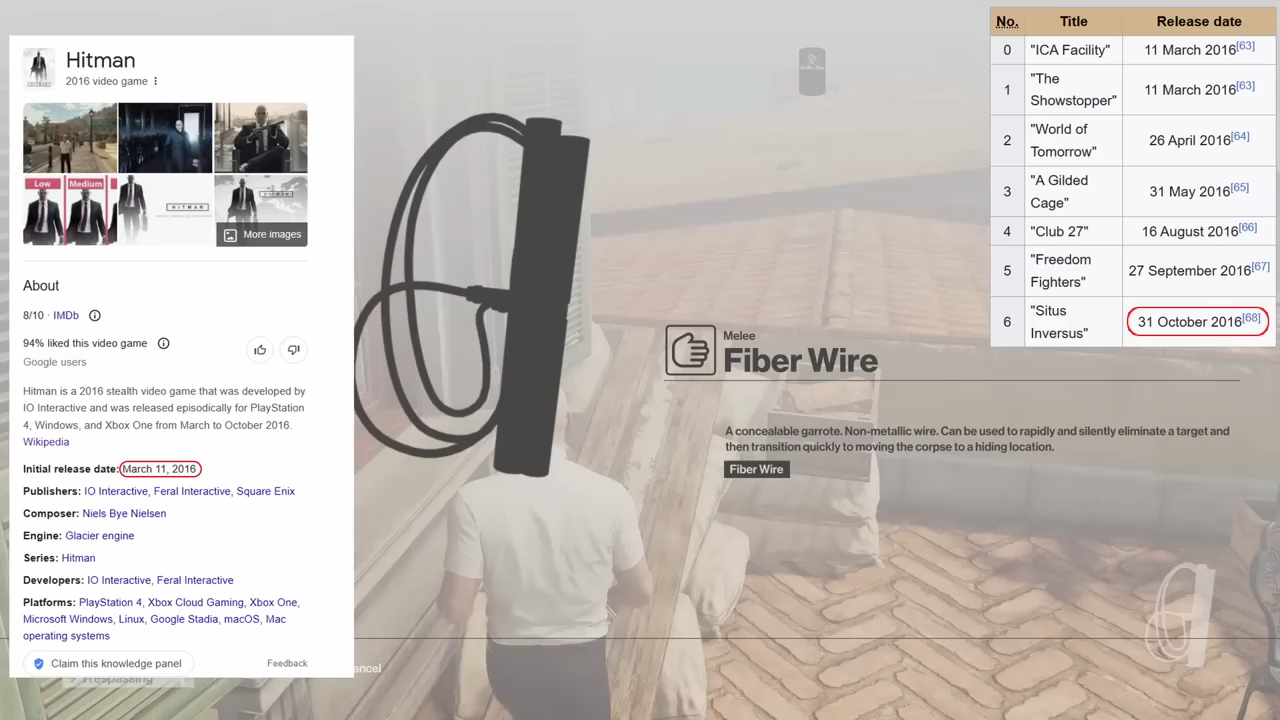 Hitman
2016 video game
Low
Medium
HITMAN
More images
About
8/10 · IMDb
94% liked this video game
Google users
Hitman is a 2016 stealth video game that was developed by
IO Interactive and was released episodically for PlayStation
4, Windows, and Xbox One from March to October 2016.
Wikipedia
Initial release date: March 11, 2016
Publishers: IO Interactive, Feral Interactive, Square Enix
Composer: Niels Bye Nielsen
Engine: Glacier engine
Series: Hitman
Developers: IO Interactive, Feral Interactive
Platforms: PlayStation 4, Xbox Cloud Gaming, Xbox One,
Microsoft Windows, Linux, Google Stadia, macOS, Mac
operating systems
Claim this knowledge panel
Feedback
ancel
Trespassing
Melee
Fiber Wire
A concealable garrote. Non-metallic wire. Can be used to rapidly and silently eliminate a target and
then transition quickly to moving the corpse to a hiding location.
Fiber Wire
No. Title Release date
0 "ICA Facility" 11 March 2016[63]
1 "The
Showstopper" 11 March 2016[63]
2 "World of
Tomorrow" 26 April 2016[64]
3 "A Gilded
Cage" 31 May 2016[65]
4 "Club 27" 16 August 2016[66]
5 "Freedom
Fighters" 27 September 2016[67]
6 "Situs
Inversus" 31 October 2016[68]